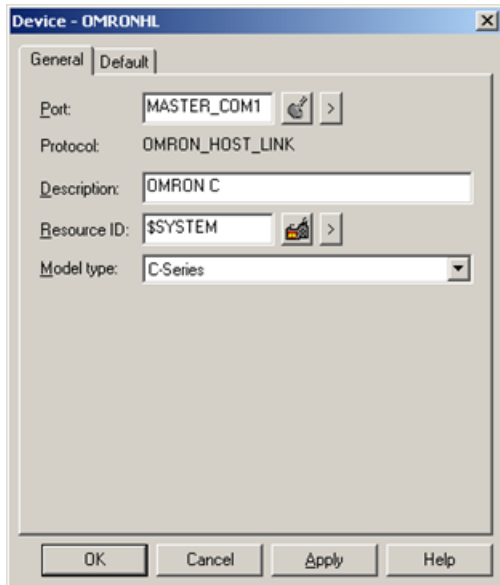 Device - OMRONHL
General Default
Port: MASTER_COM1 >
Protocol: OMRON_HOST_LINK
Description: OMRON C
Resource ID: $SYSTEM >
Model type: C-Series
OK Cancel Apply Help